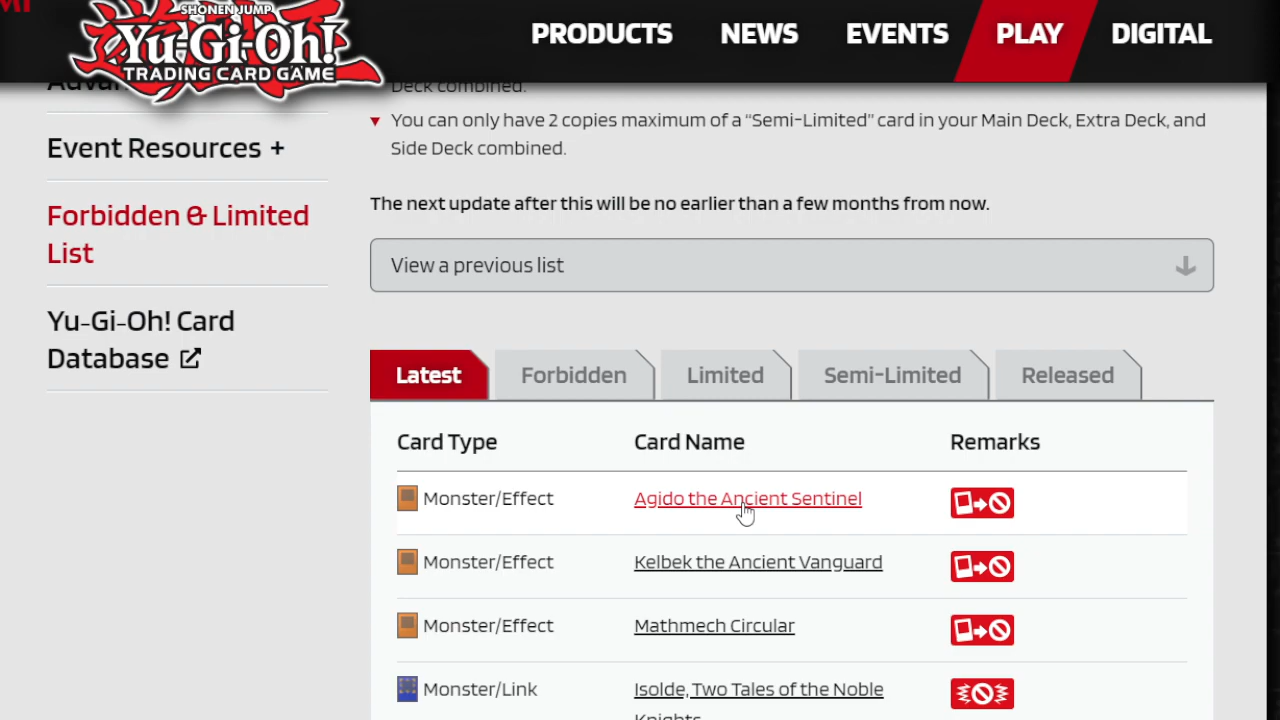 SHONEN JUMP
Yu-Gi-Oh!
TRADING CARD GAME
PRODUCTS
NEWS
EVENTS
PLAY
DIGITAL
Event Resources +
Forbidden & Limited
List
Yu-Gi-Oh! Card
Database
Deck combined.
You can only have 2 copies maximum of a “Semi-Limited” card in your Main Deck, Extra Deck, and
Side Deck combined.
The next update after this will be no earlier than a few months from now.
View a previous list
Latest
Forbidden
Limited
Semi-Limited
Released
Card Type Card Name Remarks
Monster/Effect Agido the Ancient Sentinel
Monster/Effect Kelbek the Ancient Vanguard
Monster/Effect Mathmech Circular
Monster/Link Isolde, Two Tales of the Noble
Knights